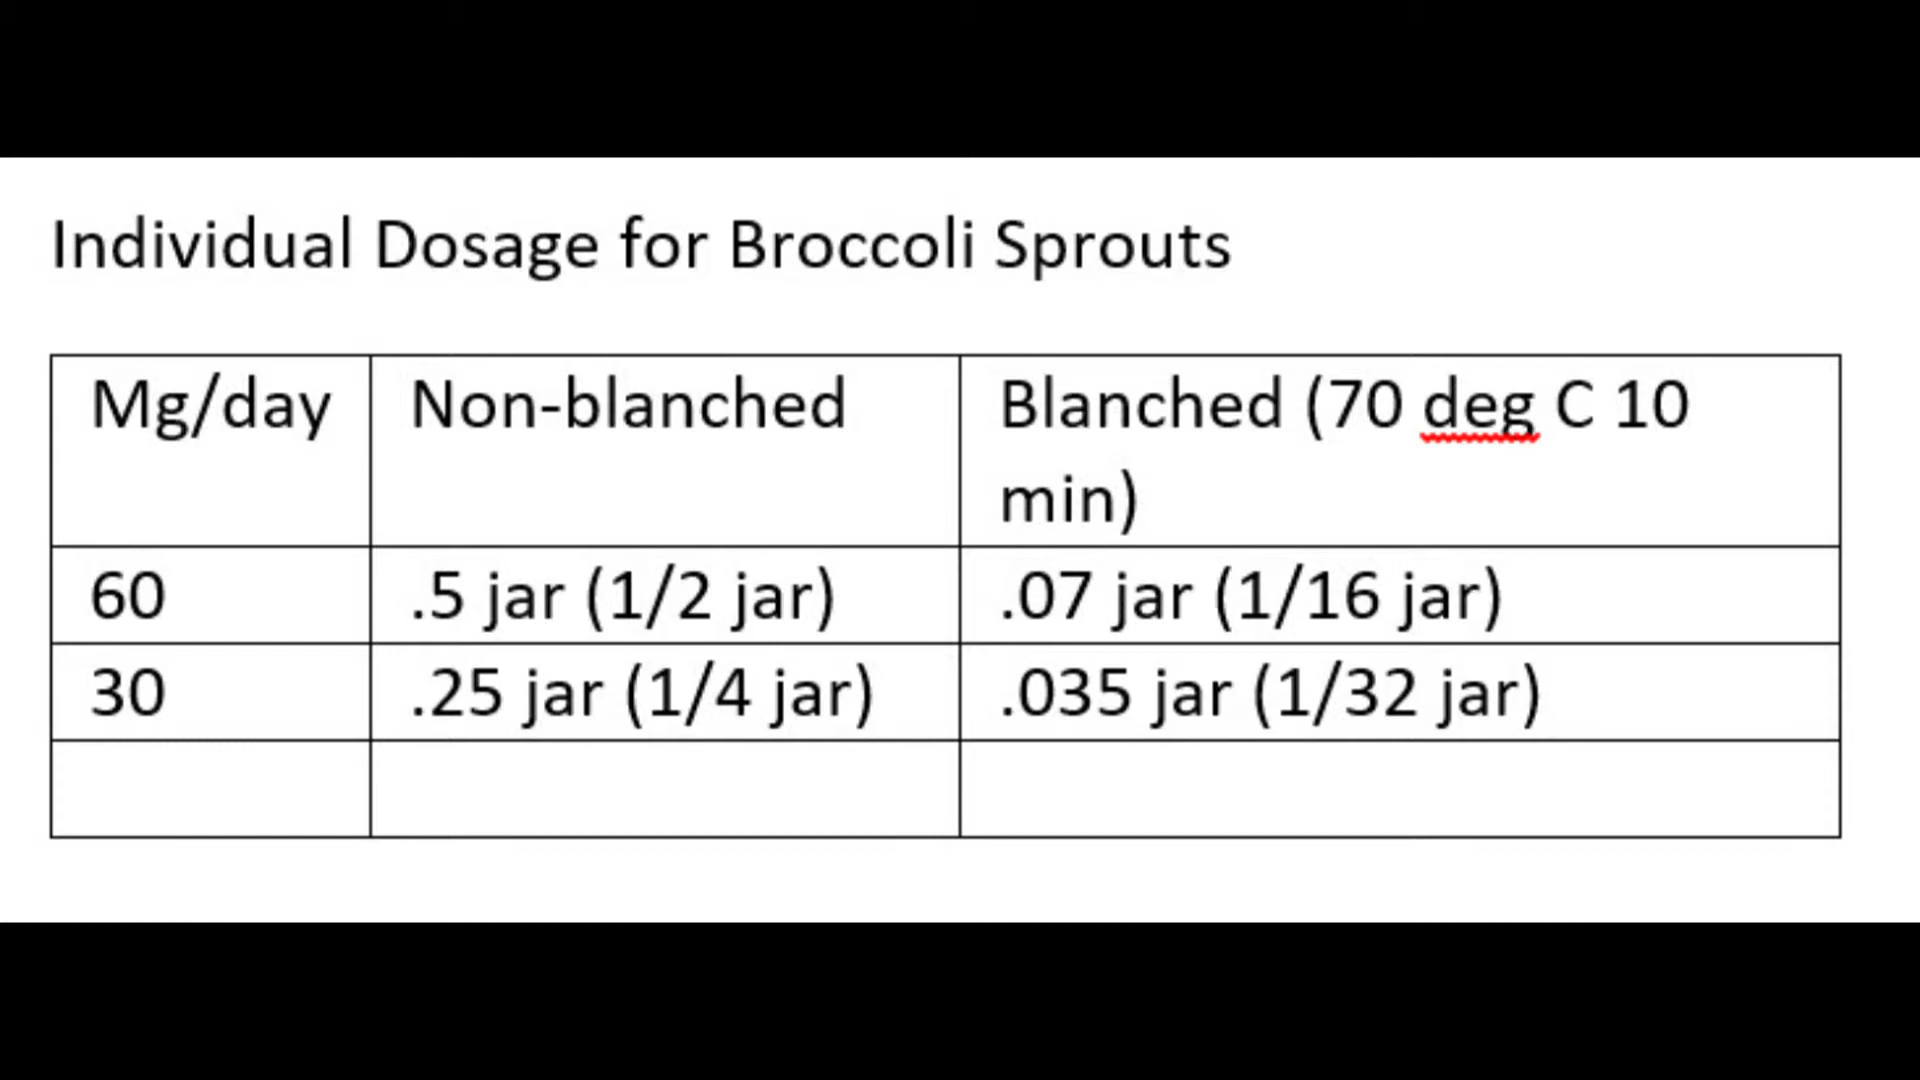 Individual Dosage for Broccoli Sprouts
Mg/day Non-blanched Blanched (70 deg C 10
min)
60 .5 jar (1/2 jar) .07 jar (1/16 jar)
30 .25 jar (1/4 jar) .035 jar (1/32 jar)